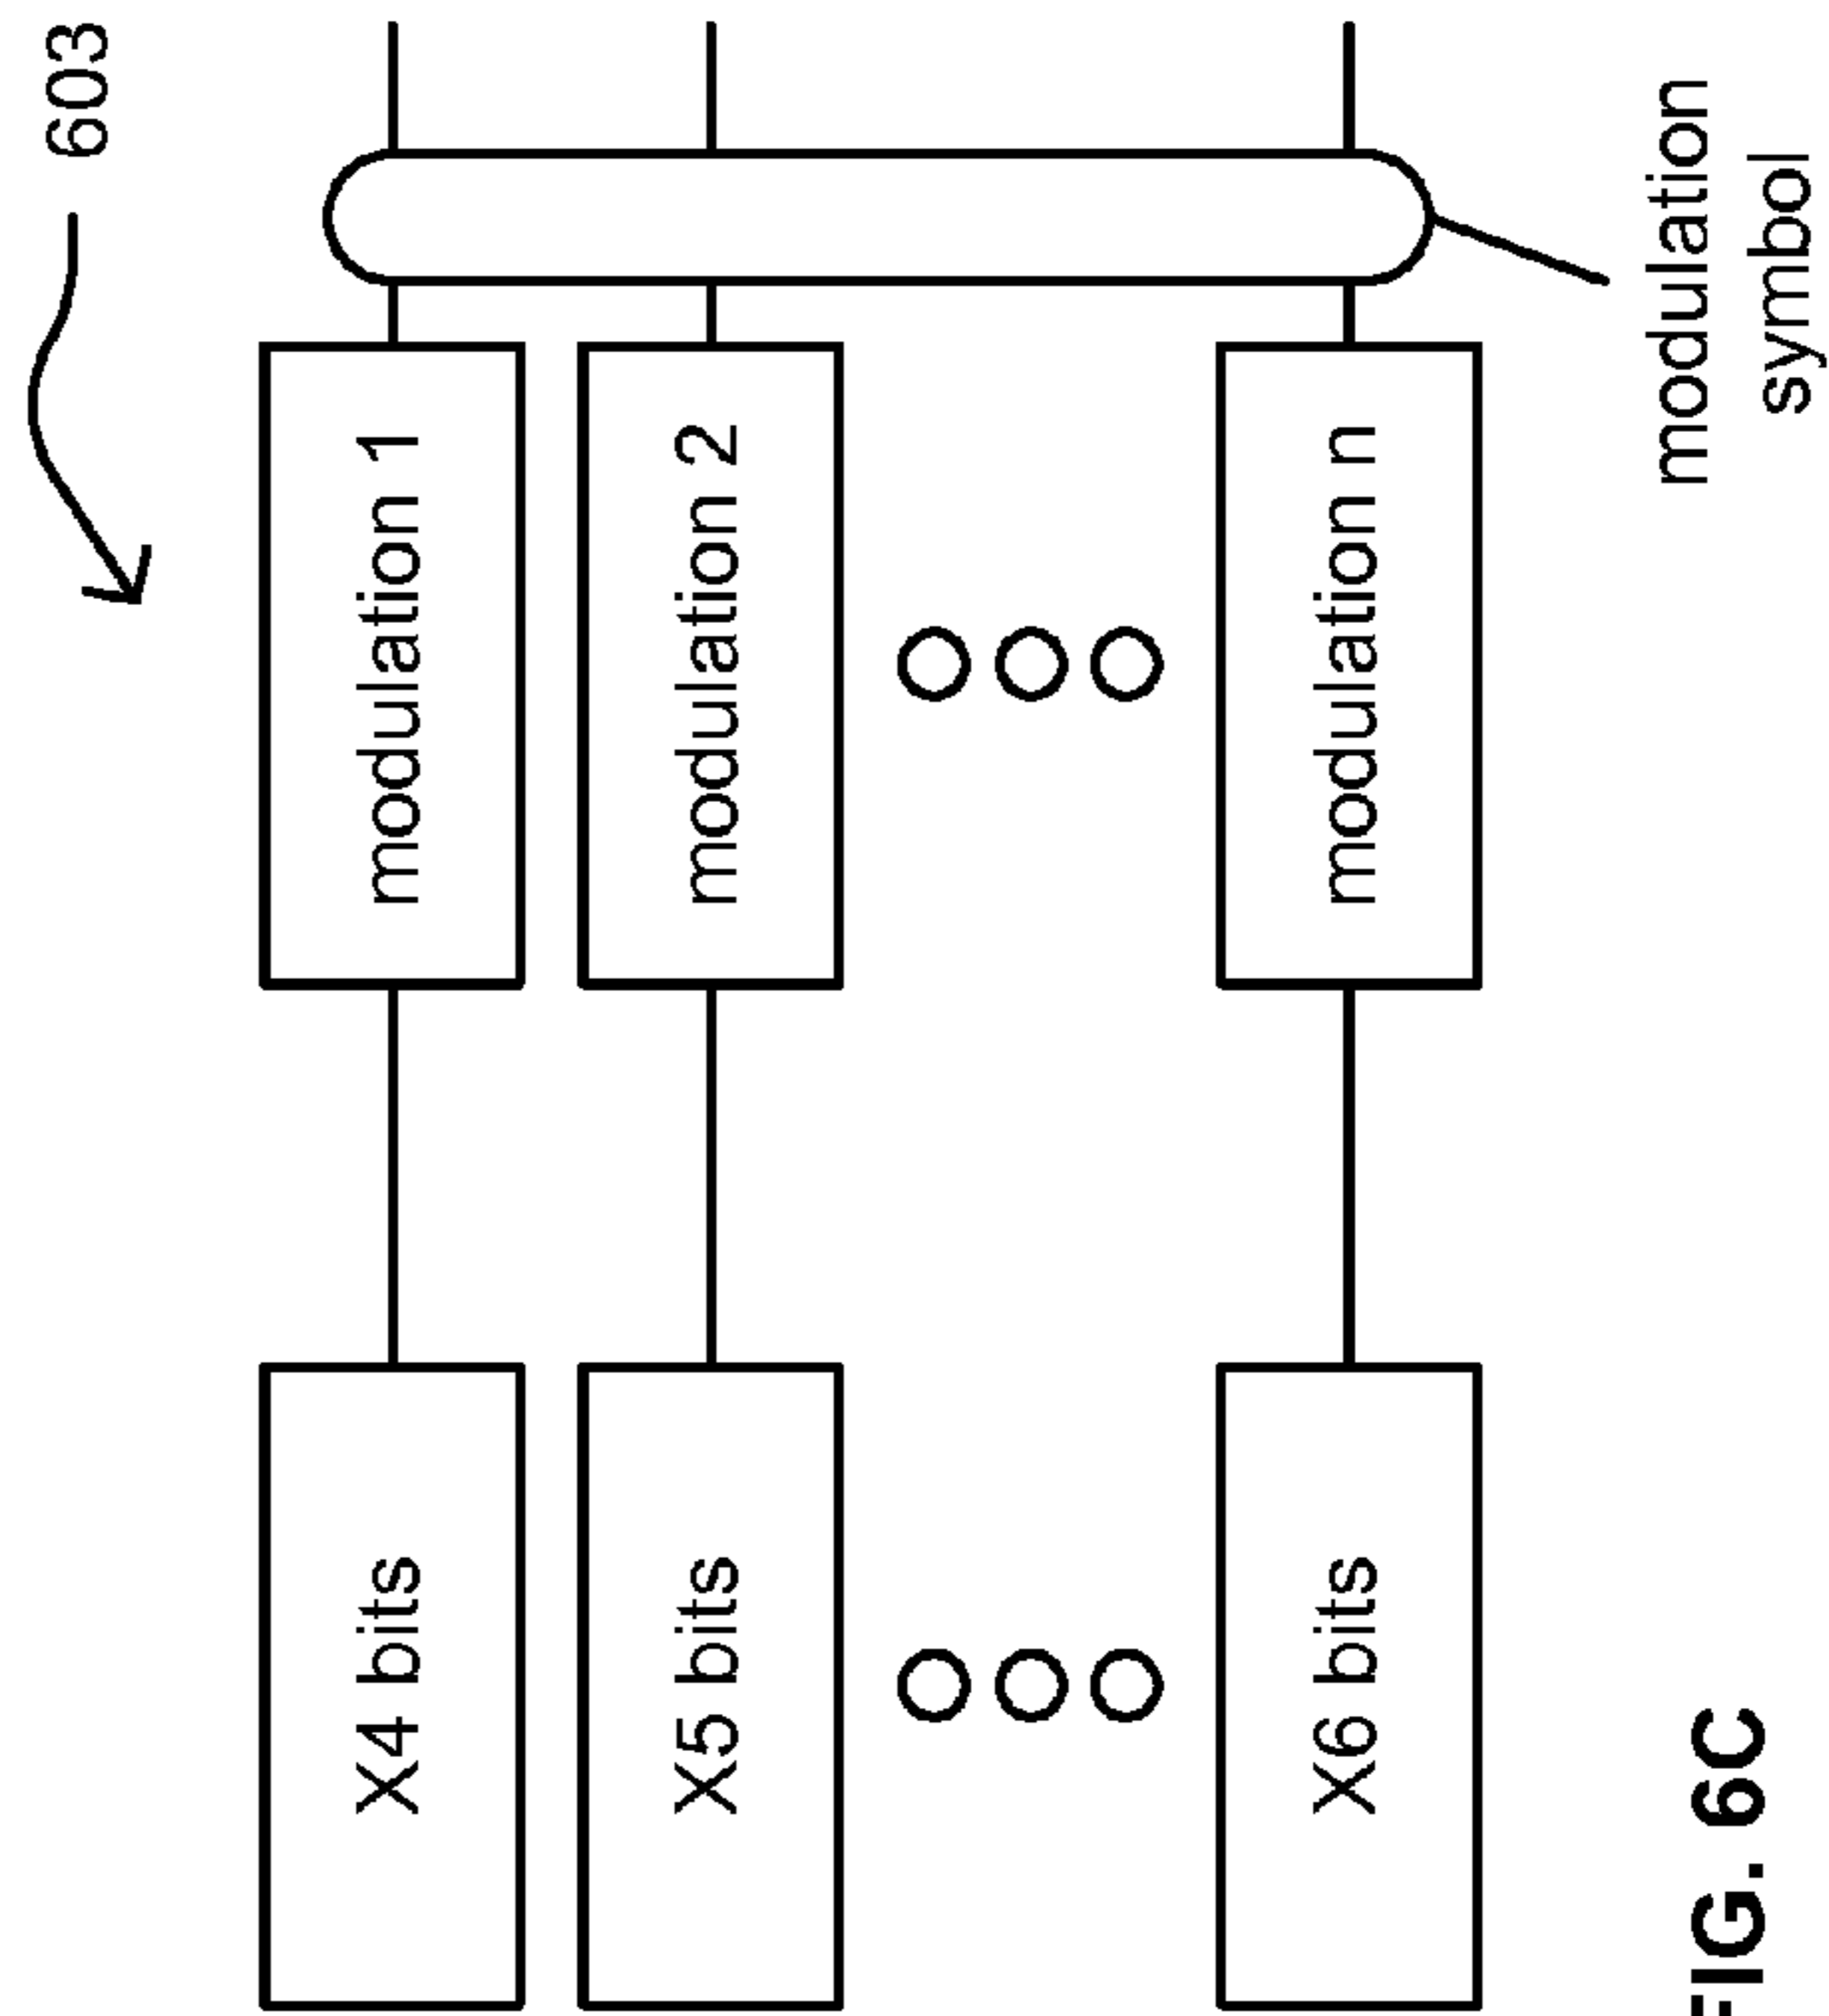 603
X4 bits
modulation 1
X5 bits
modulation 2
X6 bits
modulation n
modulation
symbol
FIG. 6C